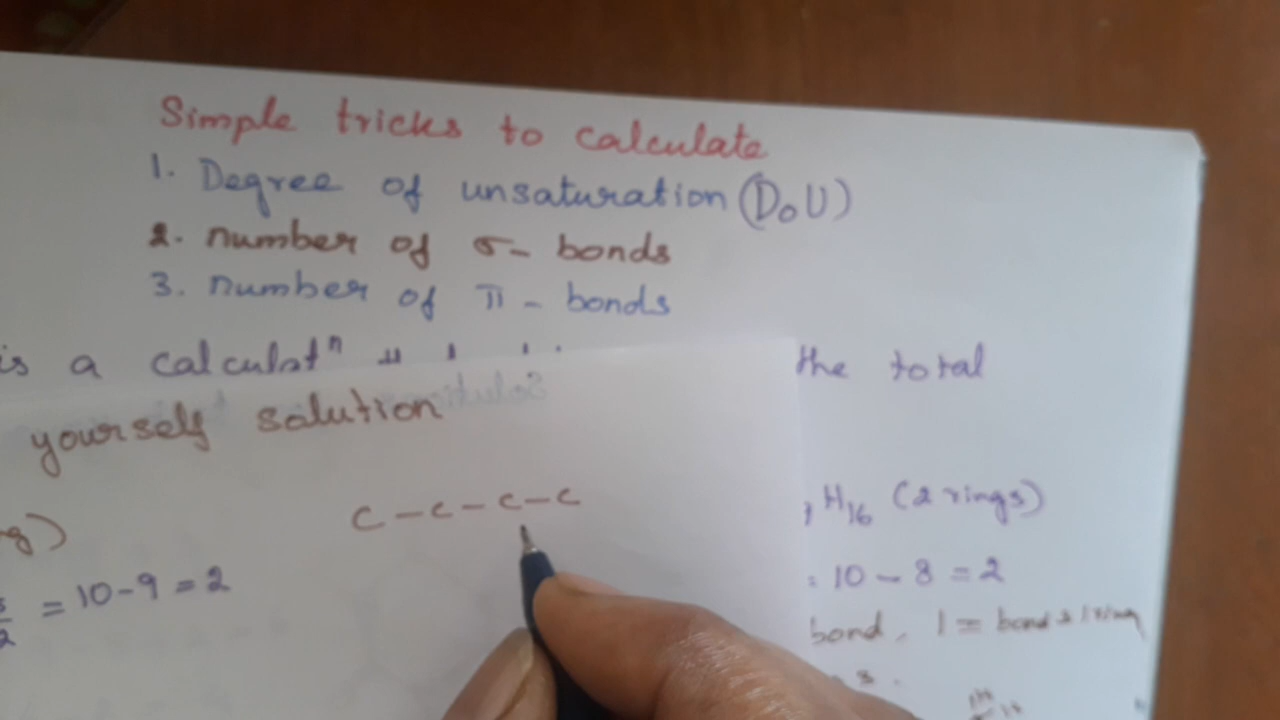 Simple tricks to calculate
1. Degree of unsaturation (DoU)
2. number of σ- bonds
3. number of π - bonds
is a calculatⁿ the total
yourself solution
C-C-C-C
H16 (2 rings)
= 10-9 = 2
: 10 - 8 = 2
bond, 1 = bond & 1 ring